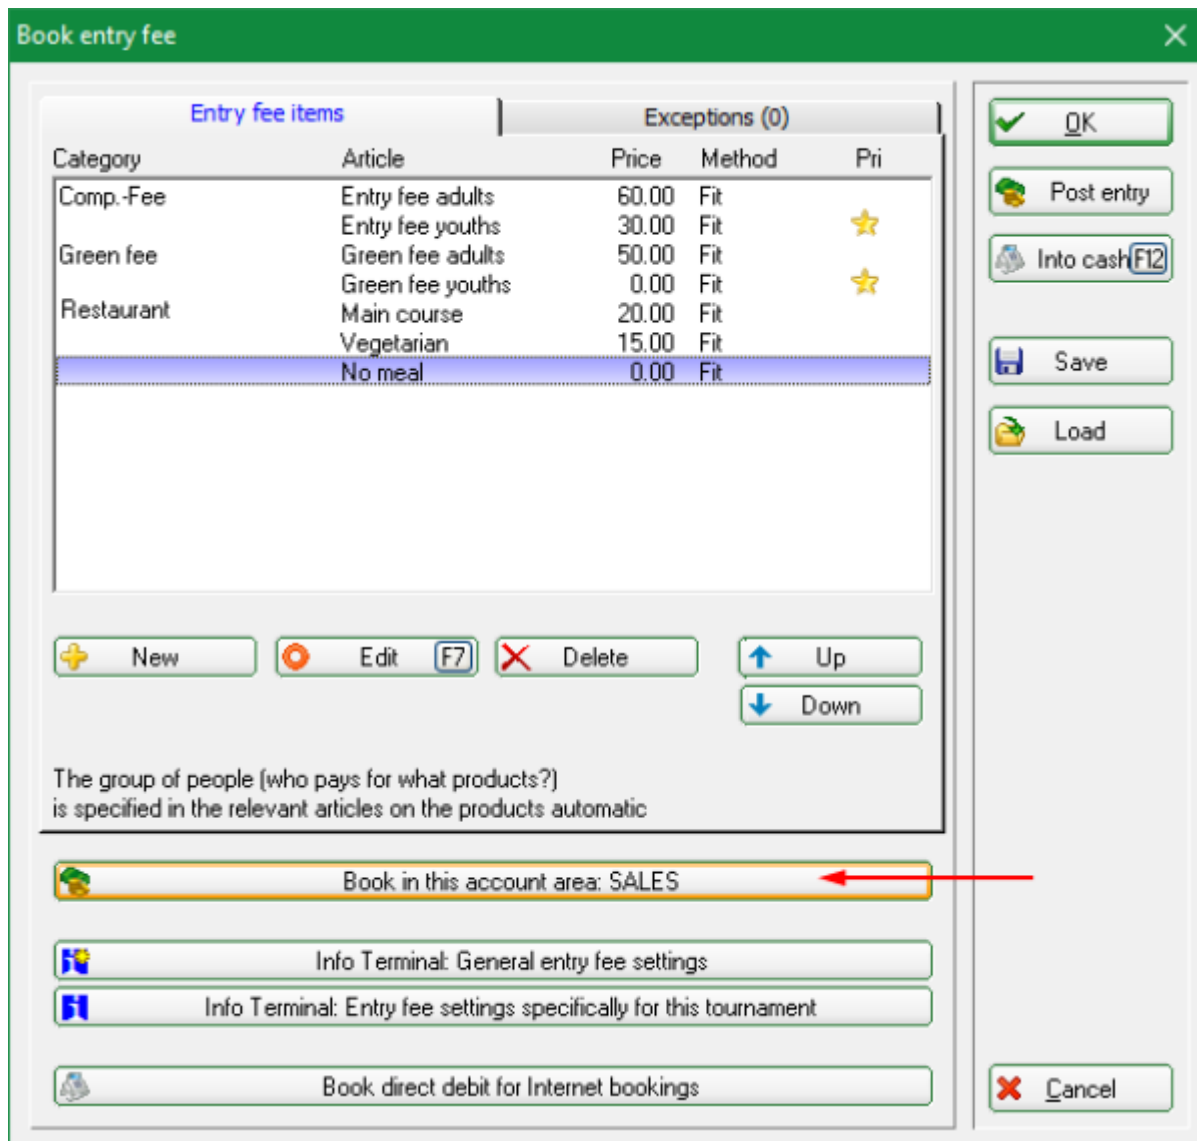 Book entry fee
Entry fee items Exceptions (0)
Category Article Price Method Pri
Comp.-Fee Entry fee adults 60.00 Fit
Entry fee youths 30.00 Fit
Green fee Green fee adults 50.00 Fit
Green fee youths 0.00 Fit
Restaurant Main course 20.00 Fit
Vegetarian 15.00 Fit
No meal 0.00 Fit
New Edit F7 Delete Up
Down
The group of people (who pays for what products?)
is specified in the relevant articles on the products automatic
Book in this account area: SALES
Info Terminal: General entry fee settings
Info Terminal: Entry fee settings specifically for this tournament
Book direct debit for Internet bookings
OK
Post entry
Into cash F12
Save
Load
Cancel